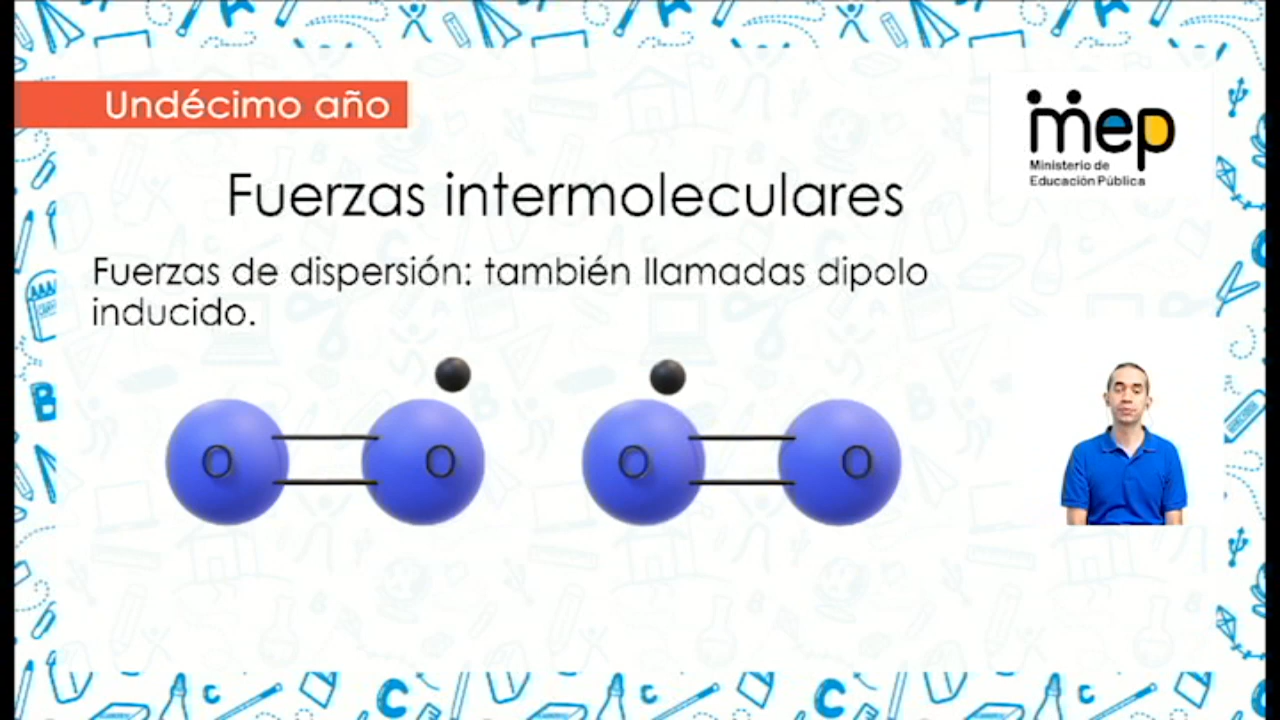 Undécimo año
mep
Ministerio de
Educación Pública
Fuerzas intermoleculares
Fuerzas de dispersión: también llamadas dipolo
inducido.
O O O O